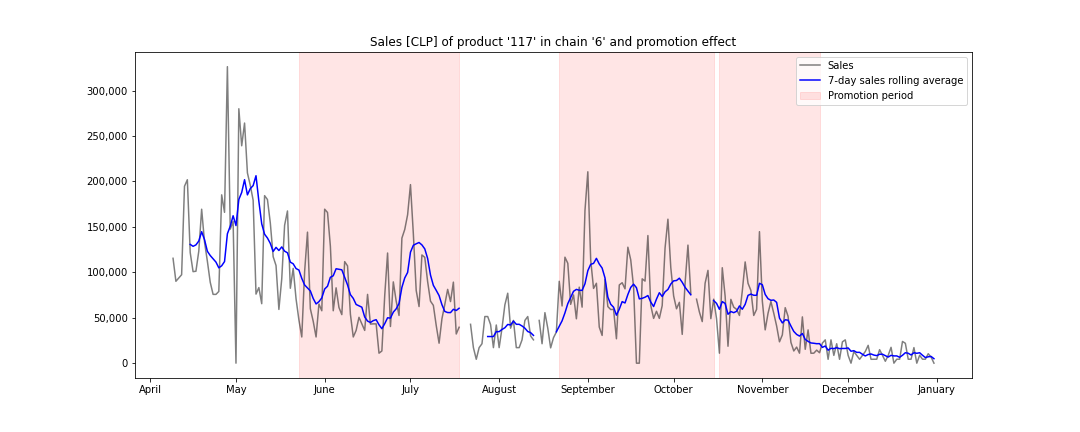 Sales [CLP] of product '117' in chain '6' and promotion effect
Sales
7-day sales rolling average
Promotion period
300,000
250,000
200,000
150,000
100,000
50,000
0
April May June July August September October November December January